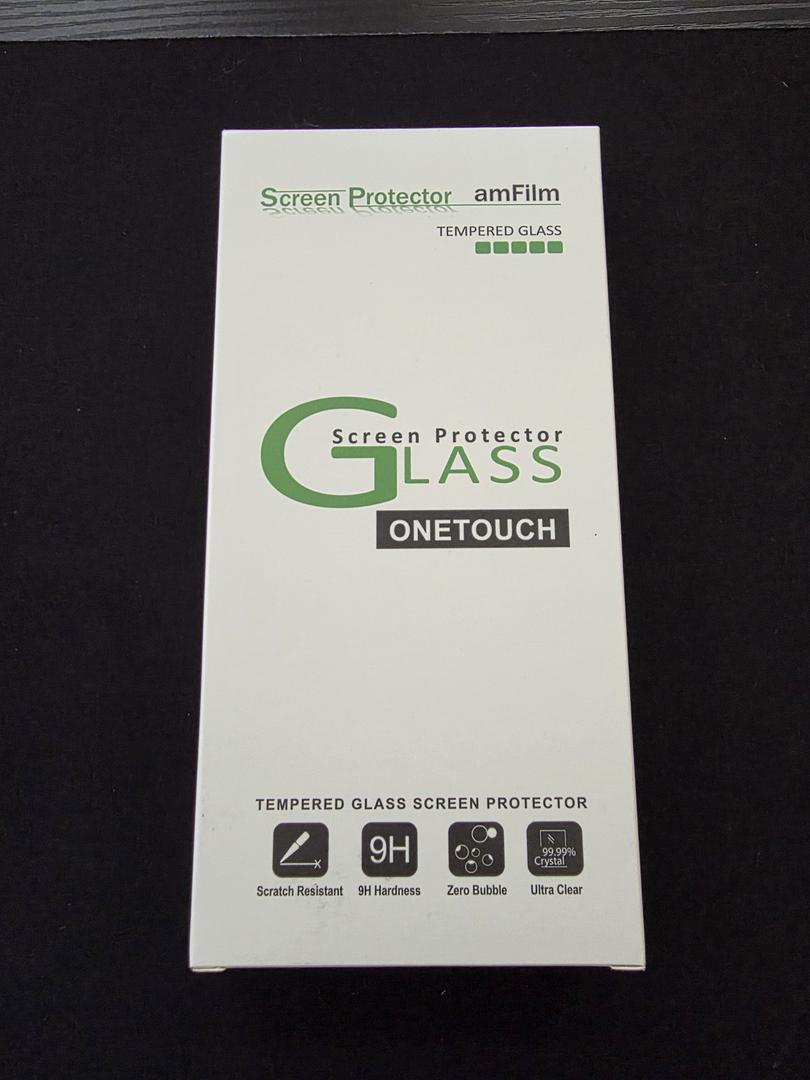 Screen Protector amFilm
TEMPERED GLASS
Screen Protector
GLASS
ONETOUCH
TEMPERED GLASS SCREEN PROTECTOR
9H
99.99%
Crystal
Scratch Resistant 9H Hardness Zero Bubble Ultra Clear